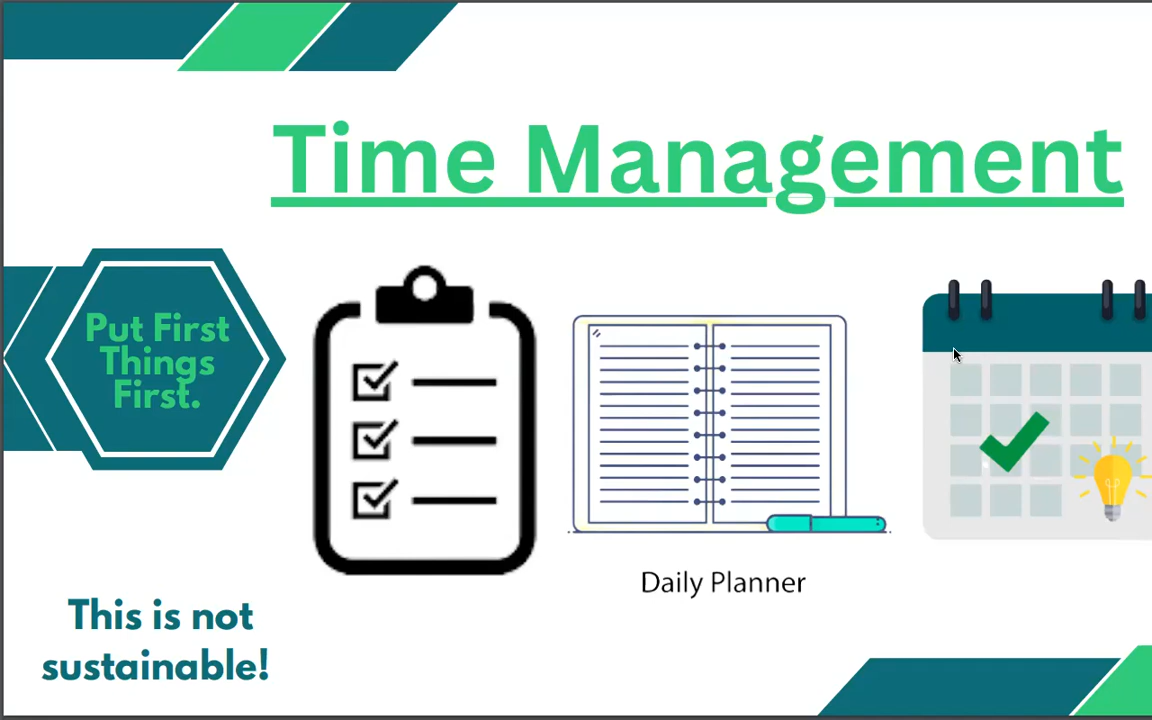 Time Management
Put First
Things
First.
Daily Planner
This is not
sustainable!